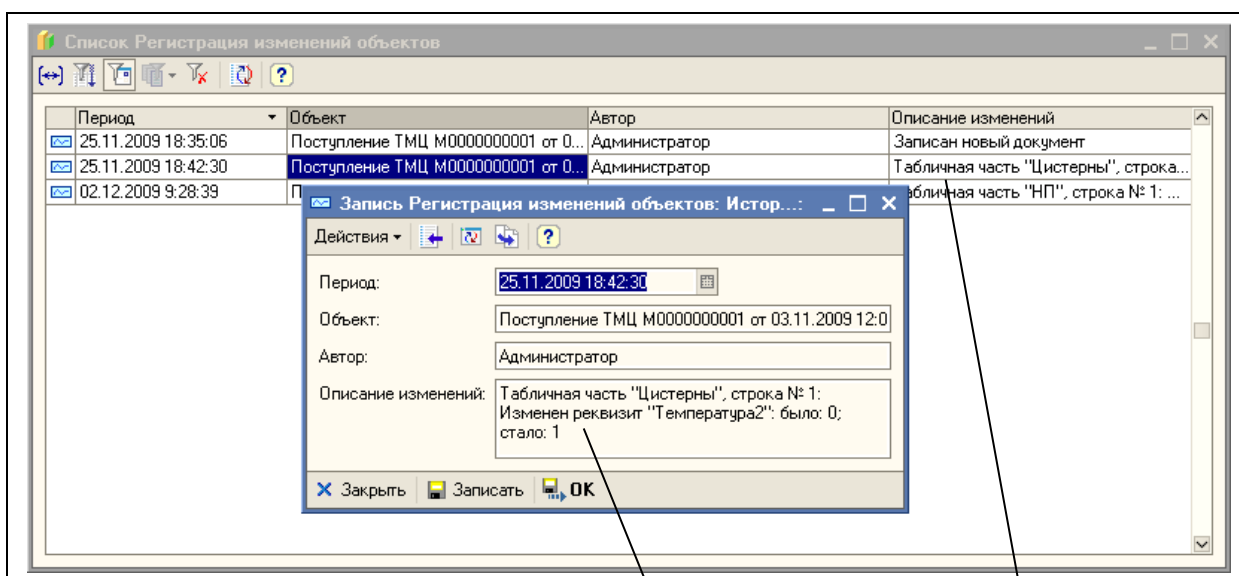 Список Регистрация изменений объектов
Период Объект Автор Описание изменений
25.11.2009 18:35:06 Поступление ТМЦ М0000000001 от 0... Администратор Записан новый документ
25.11.2009 18:42:30 Поступление ТМЦ М0000000001 от 0... Администратор Табличная часть "Цистерны", строка...
02.12.2009 9:28:39 П абличная часть "НП", строка № 1: ...
Запись Регистрация изменений объектов: Истор...:
Действия
Период: 25.11.2009 18:42:30
Объект: Поступление ТМЦ М0000000001 от 03.11.2009 12:0
Автор: Администратор
Описание изменений: Табличная часть "Цистерны", строка № 1:
Изменен реквизит "Температура2": было: 0;
стало: 1
Закрыть Записать OK